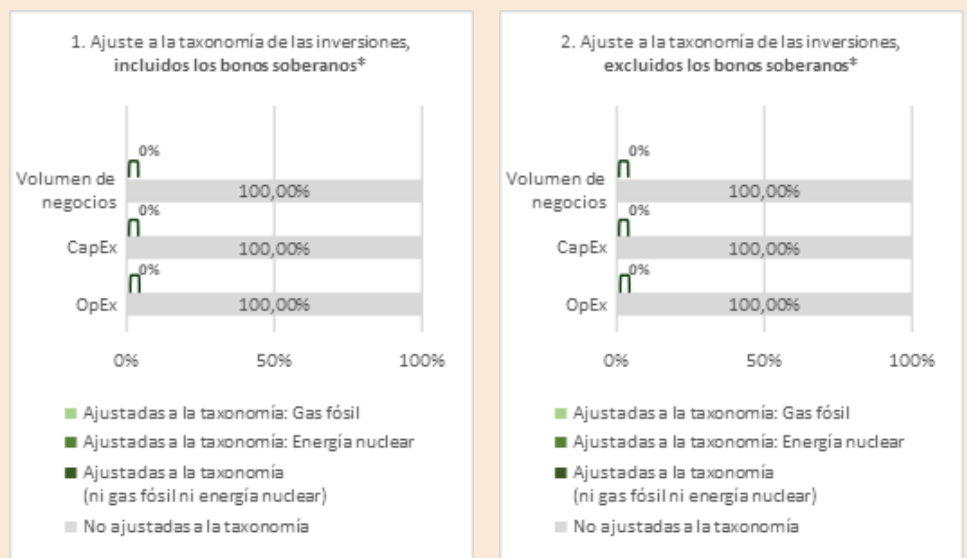 1. Ajuste a la taxonomía de las inversiones,
incluidos los bonos soberanos*
0%
Volumen de
negocios
100,00%
0%
CapEx
100,00%
0%
OpEx
100,00%
0%
50%
100%
Ajustadas a la taxonomía: Gas fósil
Ajustadas a la taxonomía: Energía nuclear
Ajustadas a la taxonomía
(ni gas fósil ni energía nuclear)
No ajustadas a la taxonomía
2. Ajuste a la taxonomía de las inversiones,
excluidos los bonos soberanos*
0%
Volumen de
negocios
100,00%
0%
CapEx
100,00%
0%
OpEx
100,00%
0%
50%
100%
Ajustadas a la taxonomía: Gas fósil
Ajustadas a la taxonomía: Energía nuclear
Ajustadas a la taxonomía
(ni gas fósil ni energía nuclear)
No ajustadas a la taxonomía